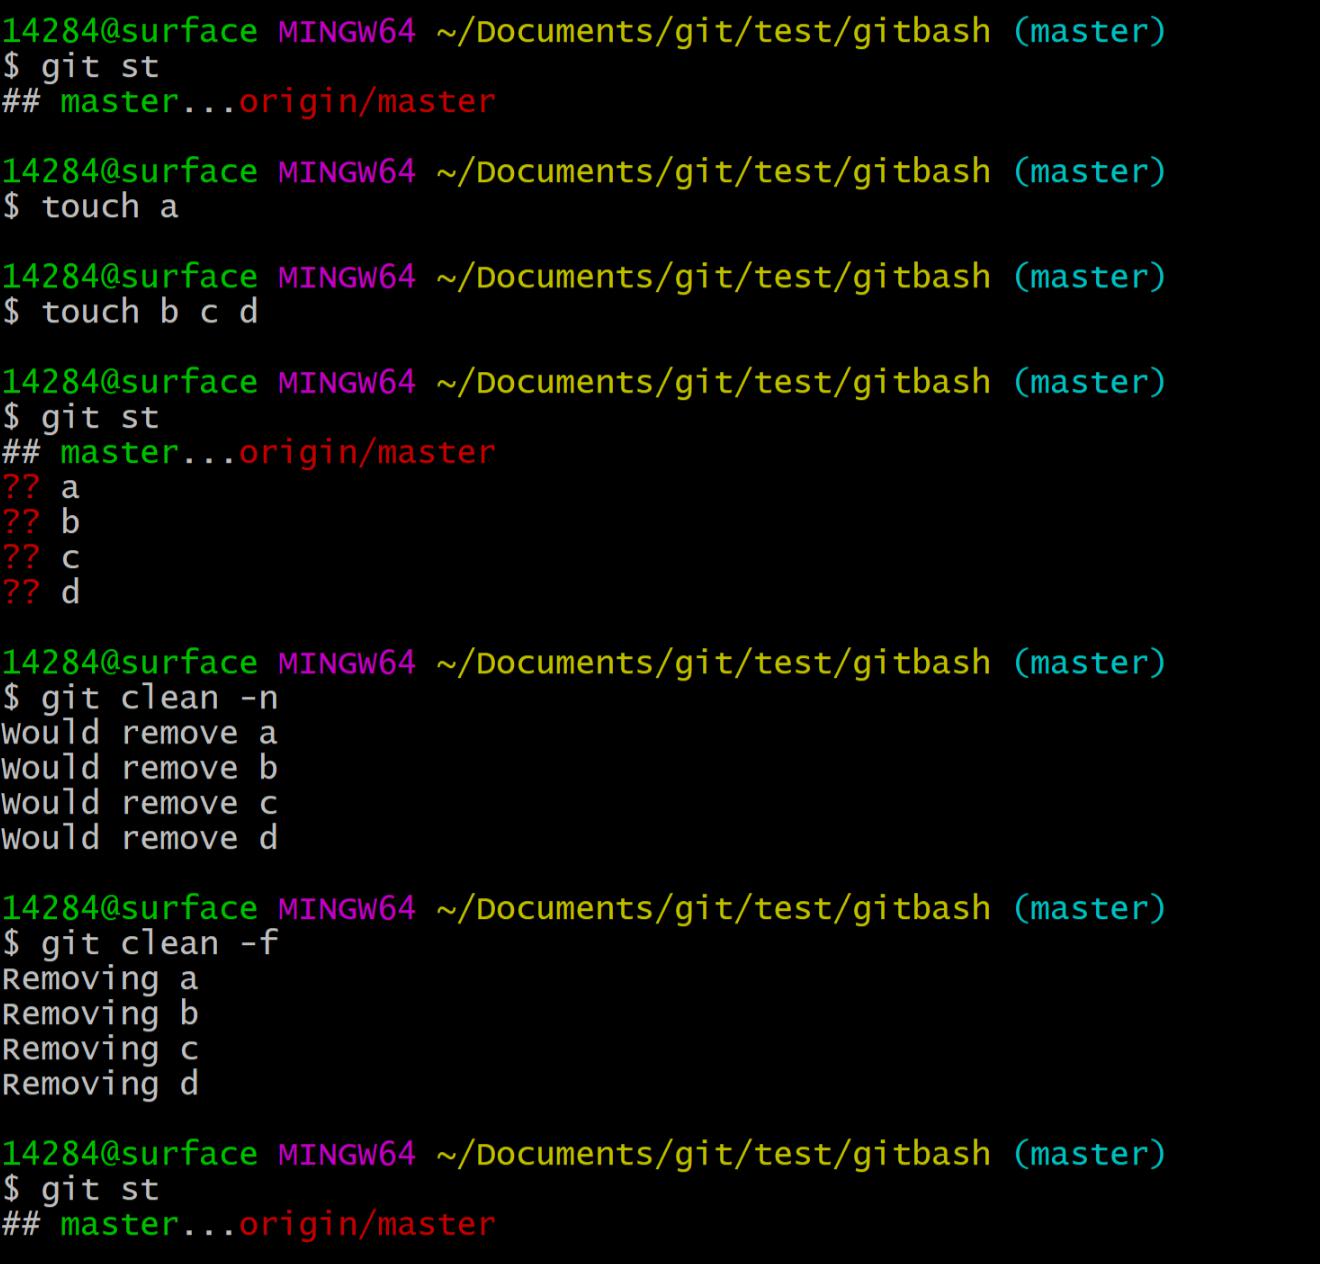 14284@surface MINGW64 ~/Documents/git/test/gitbash (master)
$ git st
## master...origin/master
14284@surface MINGW64 ~/Documents/git/test/gitbash (master)
$ touch a
14284@surface MINGW64 ~/Documents/git/test/gitbash (master)
$ touch b c d
14284@surface MINGW64 ~/Documents/git/test/gitbash (master)
$ git st
## master...origin/master
?? a
?? b
?? c
?? d
14284@surface MINGW64 ~/Documents/git/test/gitbash (master)
$ git clean -n
Would remove a
Would remove b
Would remove c
Would remove d
14284@surface MINGW64 ~/Documents/git/test/gitbash (master)
$ git clean -f
Removing a
Removing b
Removing c
Removing d
14284@surface MINGW64 ~/Documents/git/test/gitbash (master)
$ git st
## master...origin/master